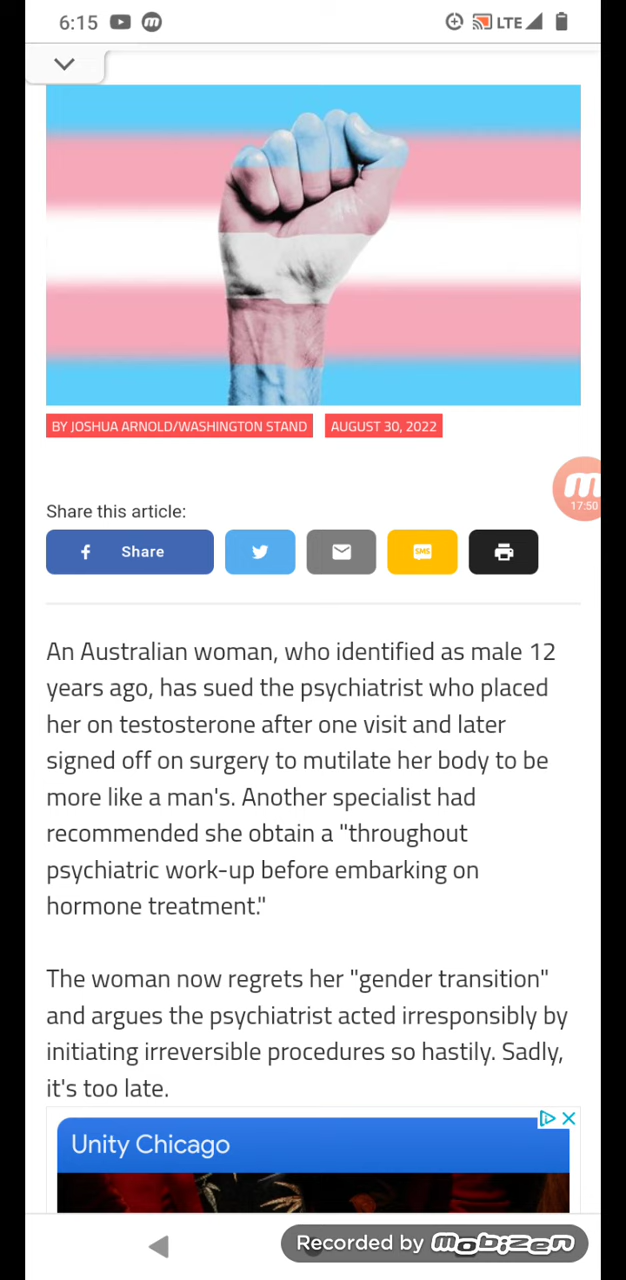 6:15
LTE
BY JOSHUA ARNOLD/WASHINGTON STAND AUGUST 30, 2022
17:50
Share this article:
Share
SMS
An Australian woman, who identified as male 12
years ago, has sued the psychiatrist who placed
her on testosterone after one visit and later
signed off on surgery to mutilate her body to be
more like a man's. Another specialist had
recommended she obtain a "throughout
psychiatric work-up before embarking on
hormone treatment."
The woman now regrets her "gender transition"
and argues the psychiatrist acted irresponsibly by
initiating irreversible procedures so hastily. Sadly,
it's too late.
Unity Chicago
Recorded by mobizen